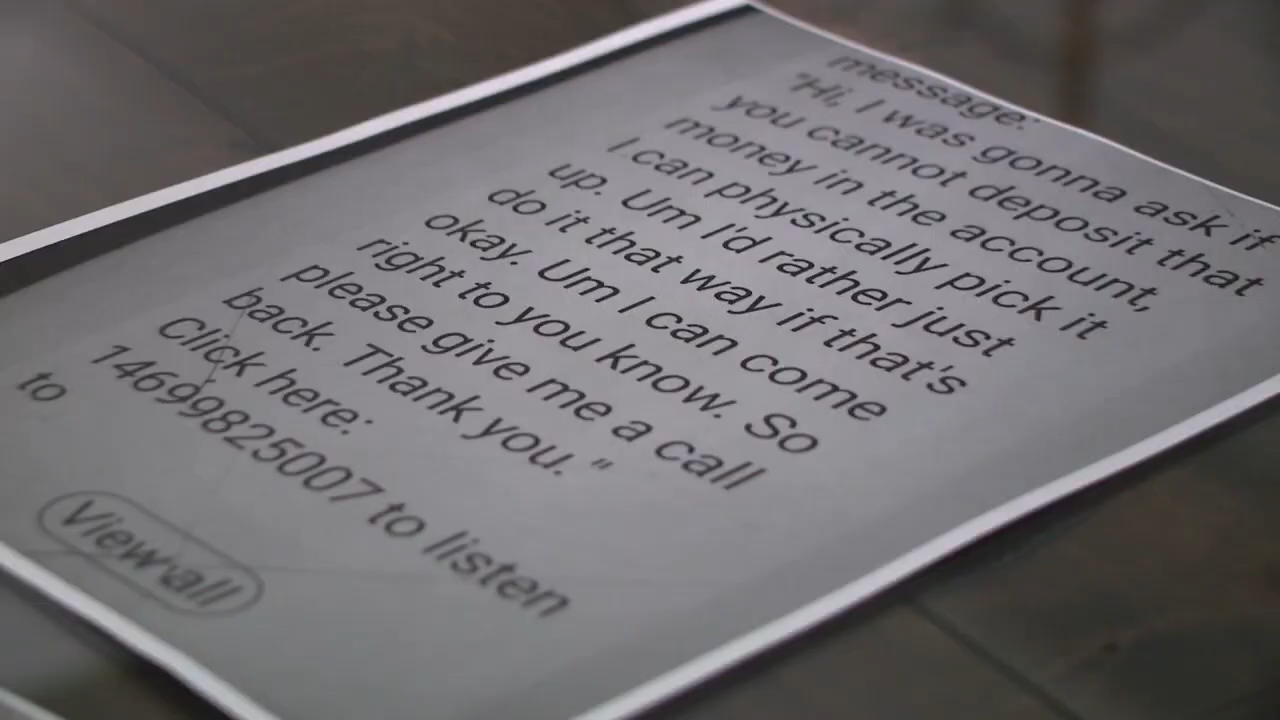 message:
"Hi, I was gonna ask if
you cannot deposit that
money in the account,
I can physically pick it
up. Um I'd rather just
do it that way if that's
okay. Um I can come
right to you know. So
please give me a call
back. Thank you."
Click here:
14699825007 to listen
to
View all